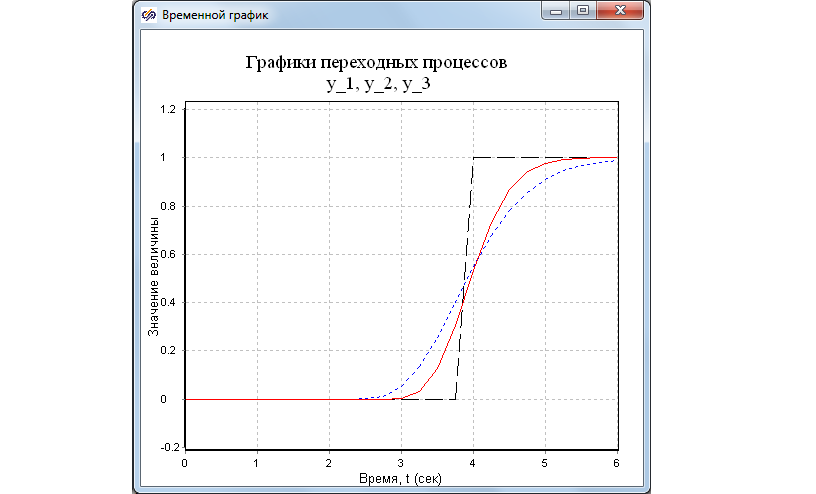 Временной график
Графики переходных процессов
y_1, y_2, y_3
1.2
1
0.8
0.6
0.4
0.2
0
-0.2
Значение величины
0 1 2 3 4 5 6
Время, t (сек)